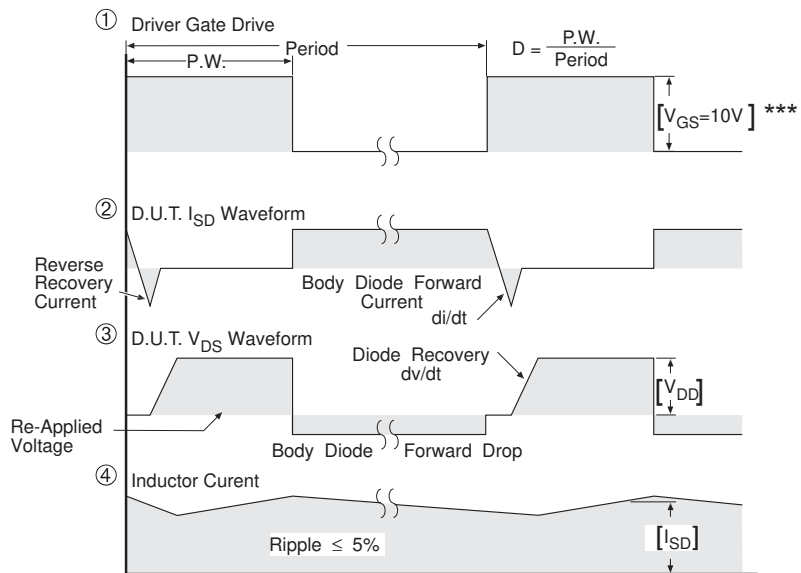 ① Driver Gate Drive
Period
P.W.
D = P.W. / Period
[VGS=10V] ***
② D.U.T. ISD Waveform
Reverse
Recovery
Current
Body Diode Forward
Current
di/dt
③ D.U.T. VDS Waveform
Diode Recovery
dv/dt
[VDD]
Re-Applied
Voltage
Body Diode Forward Drop
④ Inductor Curent
Ripple ≤ 5%
[ISD]